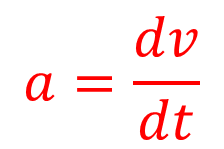 a = dv/dt